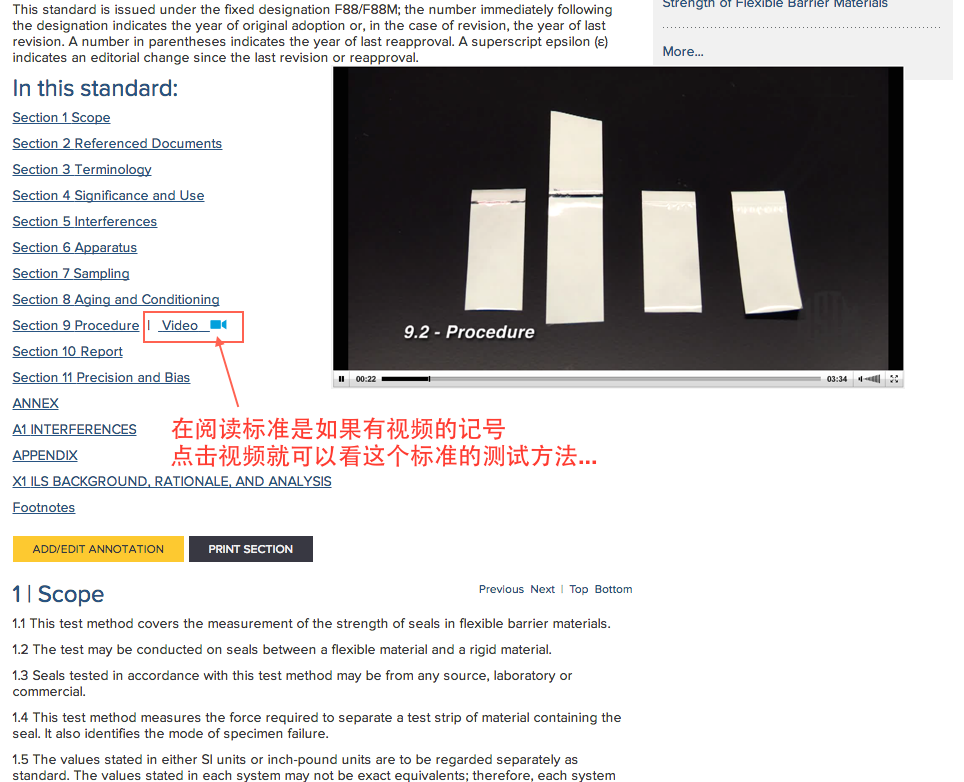 This standard is issued under the fixed designation F88/F88M; the number immediately following
the designation indicates the year of original adoption or, in the case of revision, the year of last
revision. A number in parentheses indicates the year of last reapproval. A superscript epsilon (ε)
indicates an editorial change since the last revision or reapproval.
Strength of Flexible Barrier Materials
More...
In this standard:
Section 1 Scope
Section 2 Referenced Documents
Section 3 Terminology
Section 4 Significance and Use
Section 5 Interferences
Section 6 Apparatus
Section 7 Sampling
Section 8 Aging and Conditioning
Section 9 Procedure | Video
Section 10 Report
Section 11 Precision and Bias
ANNEX
A1 INTERFERENCES
APPENDIX
X1 ILS BACKGROUND, RATIONALE, AND ANALYSIS
Footnotes
9.2 - Procedure
00:22 03:34
在阅读标准是如果有视频的记号
点击视频就可以看这个标准的测试方法...
ADD/EDIT ANNOTATION PRINT SECTION
1 | Scope
Previous Next | Top Bottom
1.1 This test method covers the measurement of the strength of seals in flexible barrier materials.
1.2 The test may be conducted on seals between a flexible material and a rigid material.
1.3 Seals tested in accordance with this test method may be from any source, laboratory or
commercial.
1.4 This test method measures the force required to separate a test strip of material containing the
seal. It also identifies the mode of specimen failure.
1.5 The values stated in either SI units or inch-pound units are to be regarded separately as
standard. The values stated in each system may not be exact equivalents; therefore, each system